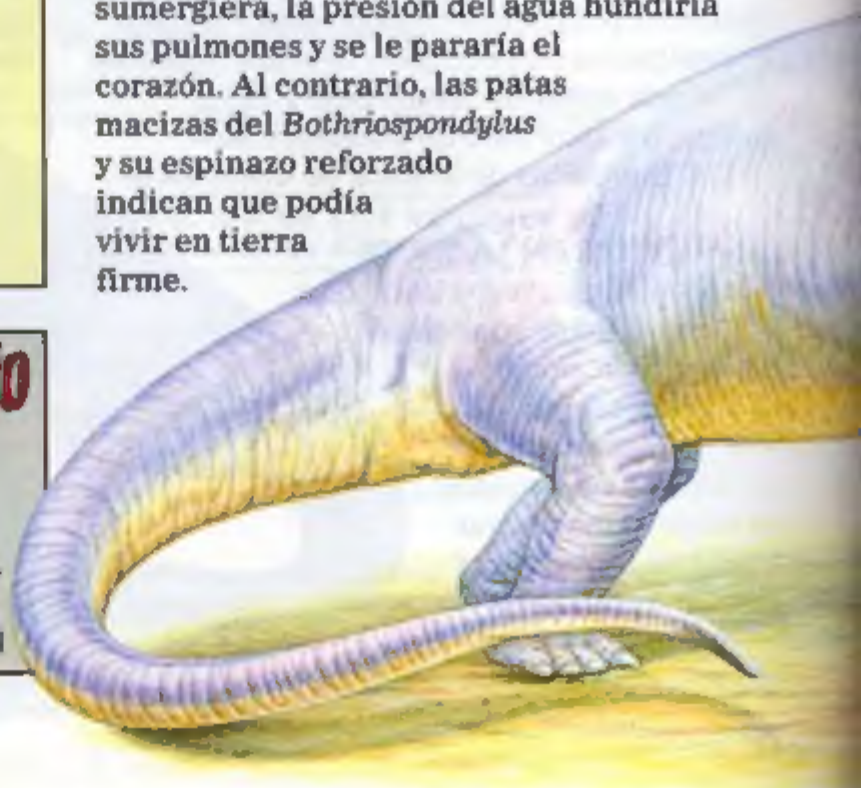 sumergiera, la presión del agua hundiría
sus pulmones y se le pararía el
corazón. Al contrario, las patas
macizas del Bothriospondylus
y su espinazo reforzado
indican que podía
vivir en tierra
firme.